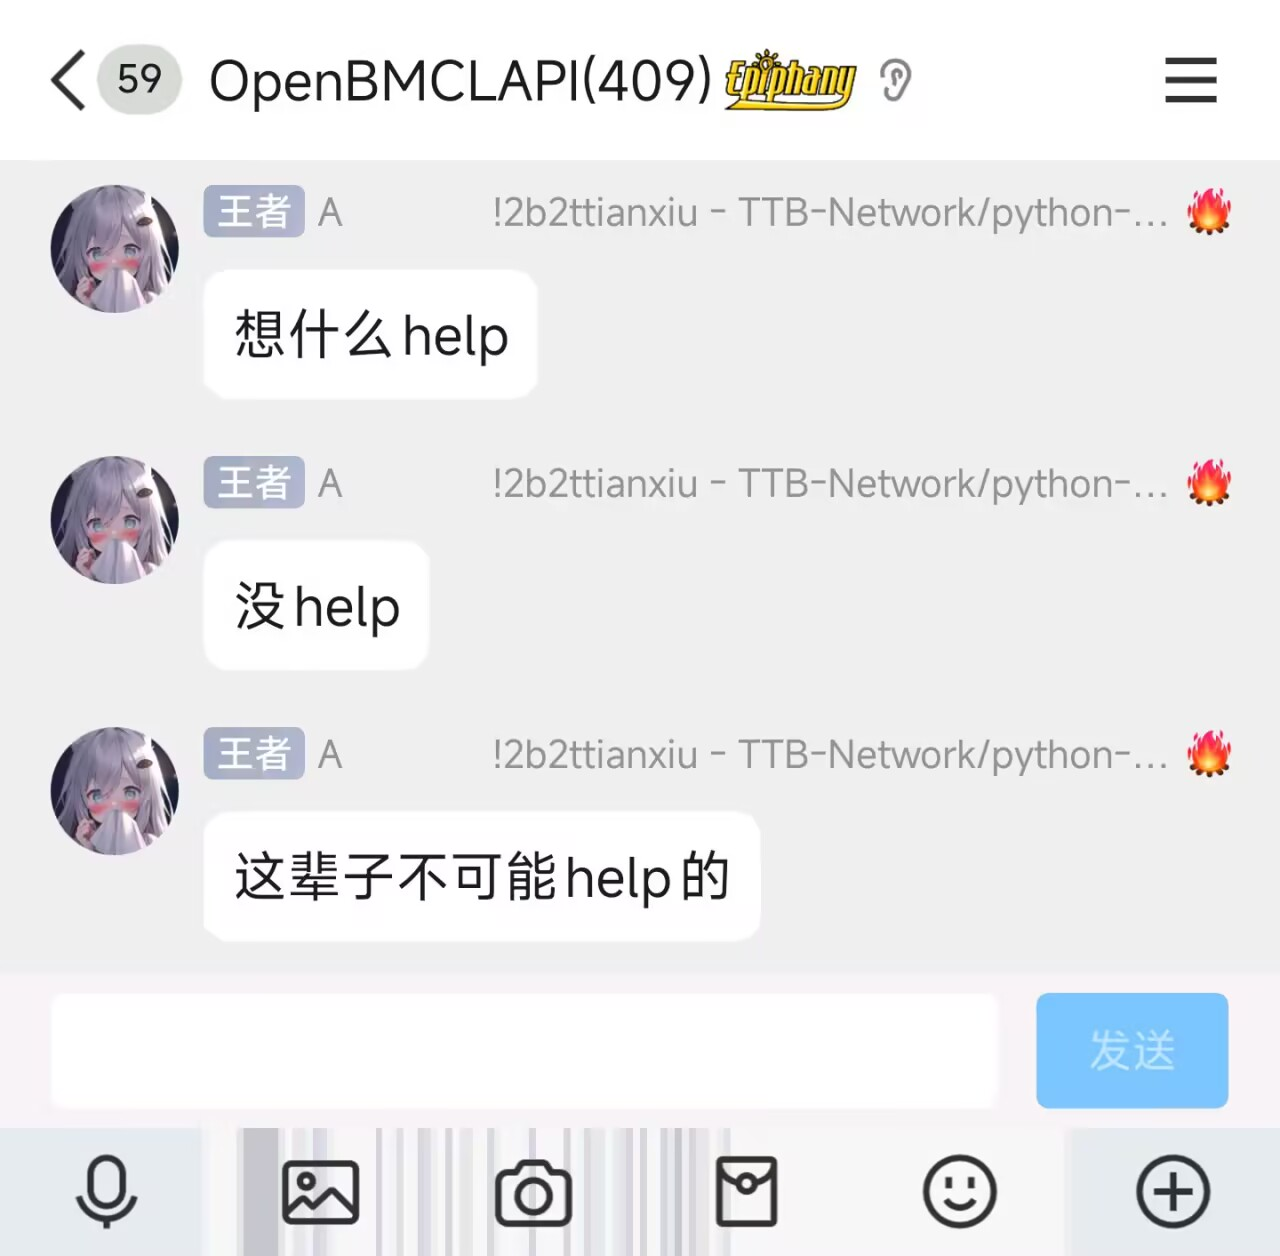 59 OpenBMCLAPI(409) Epiphany
王者 A !2b2ttianxiu - TTB-Network/python-...
想什么help
王者 A !2b2ttianxiu - TTB-Network/python-...
没help
王者 A !2b2ttianxiu - TTB-Network/python-...
这辈子不可能help的
发送